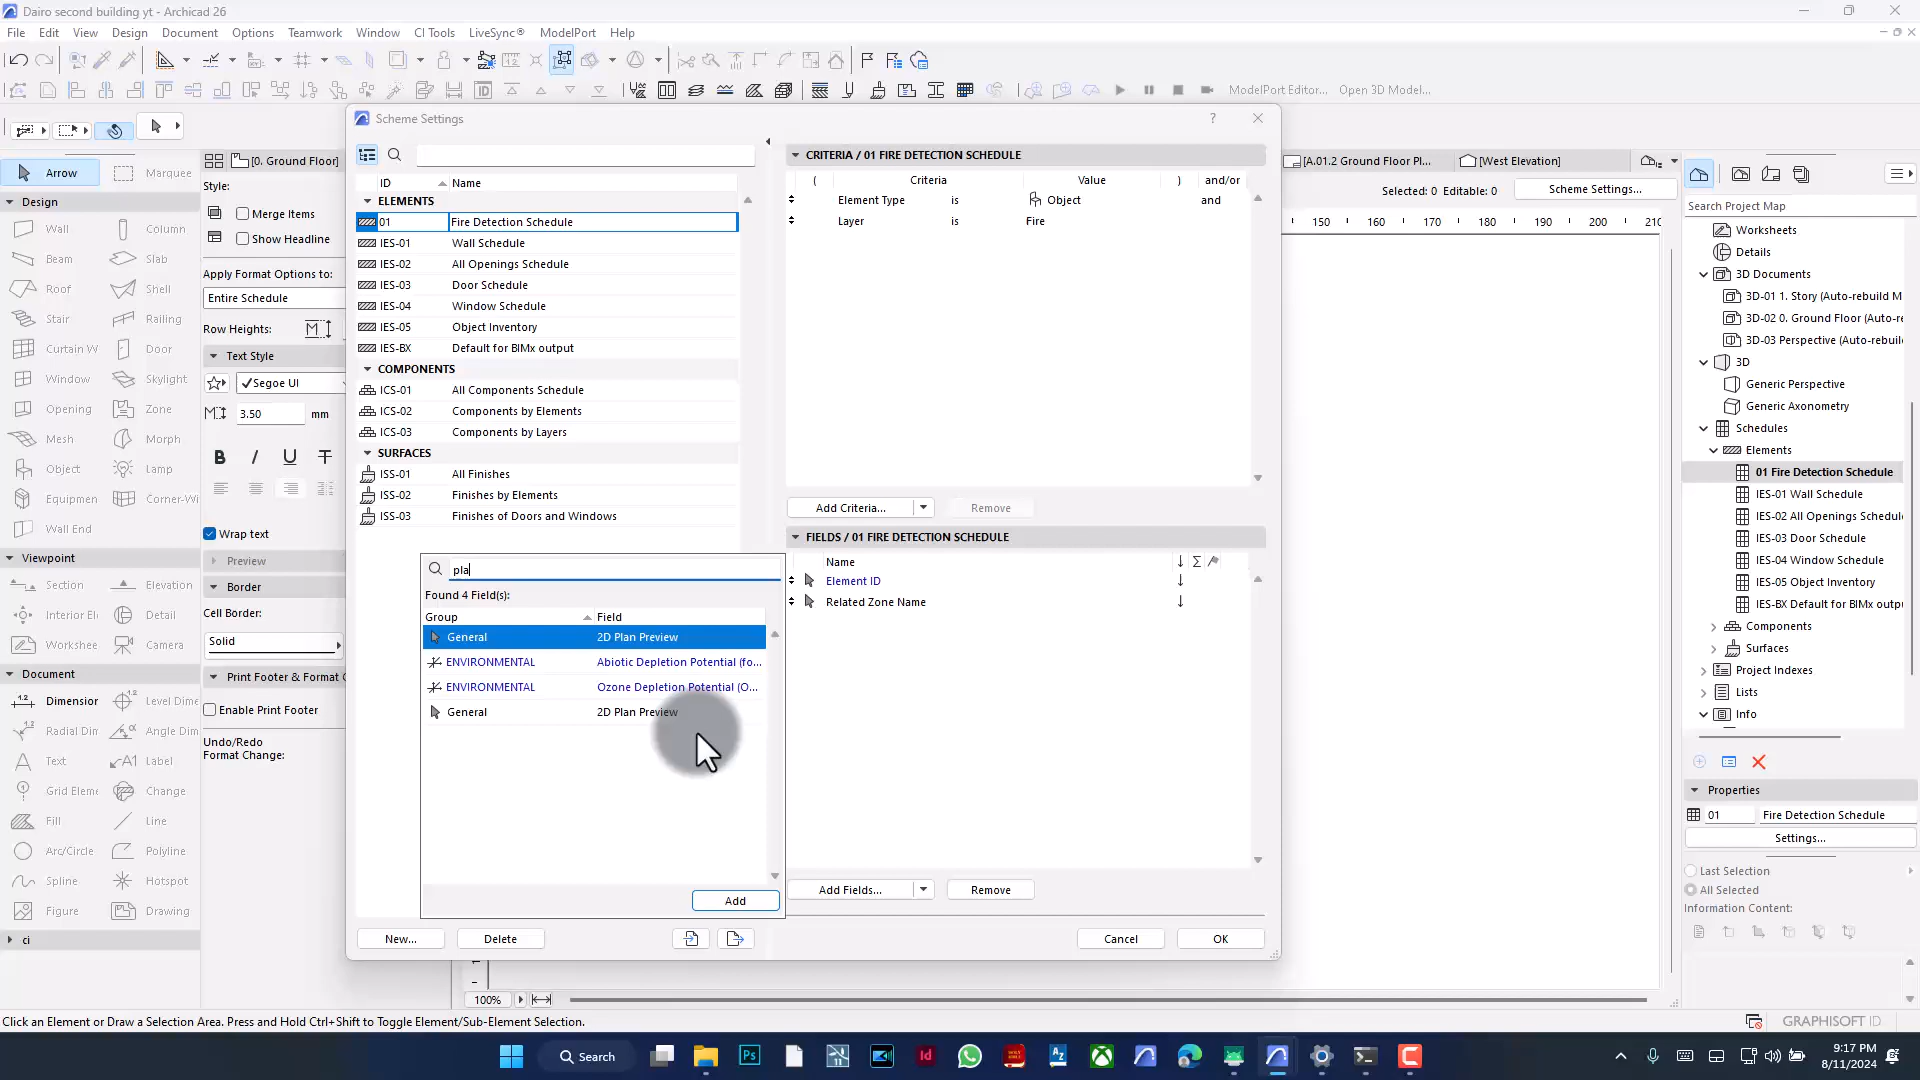 Dairo second building yt - Archicad 26
File Edit View Design Document Options Teamwork Window CI Tools LiveSync® ModelPort Help
ModelPort Editor... Open 3D Model...
Scheme Settings
[0. Ground Floor]
[A.01.2 Ground Floor Pl...
[West Elevation]
Arrow
Marquee
Style:
Selected: 0 Editable: 0
Scheme Settings...
Search Project Map
Design
Merge Items
Show Headline
Apply Format Options to:
Entire Schedule
Row Heights:
Text Style
Segoe UI
3.50 mm
B I U T
Wrap text
Preview
Border
Cell Border:
Solid
Print Footer & Format
Enable Print Footer
Undo/Redo
Format Change:
Wall Column
Beam Slab
Roof Shell
Stair Railing
Curtain W Door
Window Skylight
Opening Zone
Mesh Morph
Object Lamp
Equipmen Corner-Wi
Wall End
Viewpoint
Section Elevation
Interior El Detail
Workshee Camera
Document
Dimension Level Dime
Radial Dim Angle Dim
Text Label
Grid Eleme Change
Fill Line
Arc/Circle Polyline
Spline Hotspot
Figure Drawing
ci
ID Name
ELEMENTS
01 Fire Detection Schedule
IES-01 Wall Schedule
IES-02 All Openings Schedule
IES-03 Door Schedule
IES-04 Window Schedule
IES-05 Object Inventory
IES-BX Default for BIMx output
COMPONENTS
ICS-01 All Components Schedule
ICS-02 Components by Elements
ICS-03 Components by Layers
SURFACES
ISS-01 All Finishes
ISS-02 Finishes by Elements
ISS-03 Finishes of Doors and Windows
pla
Found 4 Field(s):
Group Field
General 2D Plan Preview
ENVIRONMENTAL Abiotic Depletion Potential (fo...
ENVIRONMENTAL Ozone Depletion Potential (O...
General 2D Plan Preview
Add
New... Delete
CRITERIA / 01 FIRE DETECTION SCHEDULE
( Criteria Value ) and/or
Element Type is Object and
Layer is Fire
Add Criteria... Remove
FIELDS / 01 FIRE DETECTION SCHEDULE
Name
Element ID
Related Zone Name
Add Fields... Remove
Cancel OK
150 160 170 180 190 200 210
Worksheets
Details
3D Documents
3D-01 1. Story (Auto-rebuild M
3D-02 0. Ground Floor (Auto-re
3D-03 Perspective (Auto-rebuil
3D
Generic Perspective
Generic Axonometry
Schedules
Elements
01 Fire Detection Schedule
IES-01 Wall Schedule
IES-02 All Openings Schedul
IES-03 Door Schedule
IES-04 Window Schedule
IES-05 Object Inventory
IES-BX Default for BIMx outp
Components
Surfaces
Project Indexes
Lists
Info
Properties
01 Fire Detection Schedule
Settings...
Last Selection
All Selected
Information Content:
100%
Click an Element or Draw a Selection Area. Press and Hold Ctrl+Shift to Toggle Element/Sub-Element Selection.
GRAPHISOFT ID
Search
9:17 PM
8/11/2024